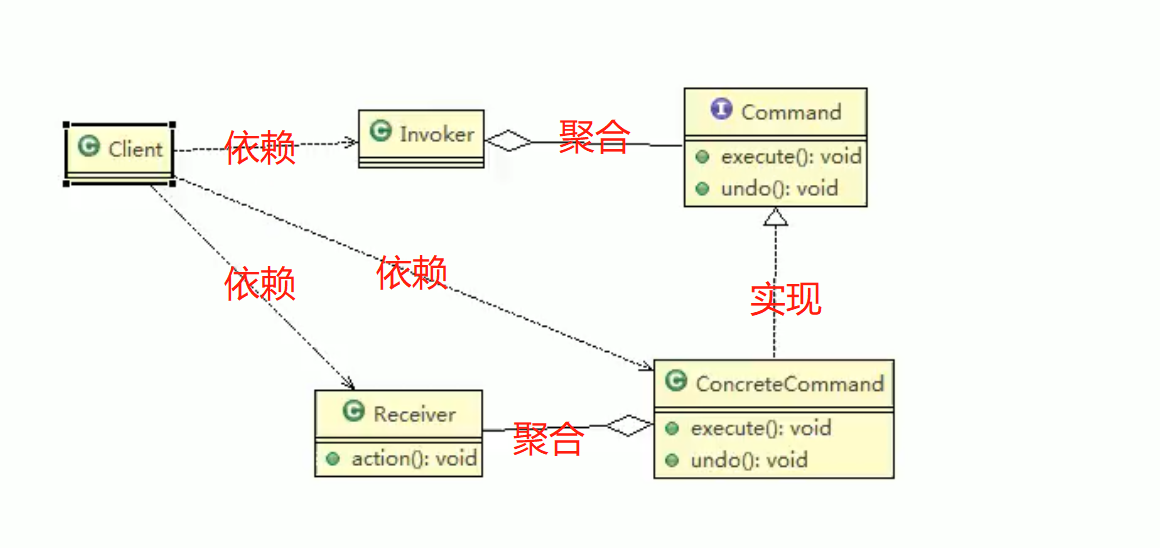 C Client
依赖
C Invoker
聚合
I Command
execute(): void
undo(): void
依赖
依赖
实现
C Receiver
action(): void
聚合
C ConcreteCommand
execute(): void
undo(): void